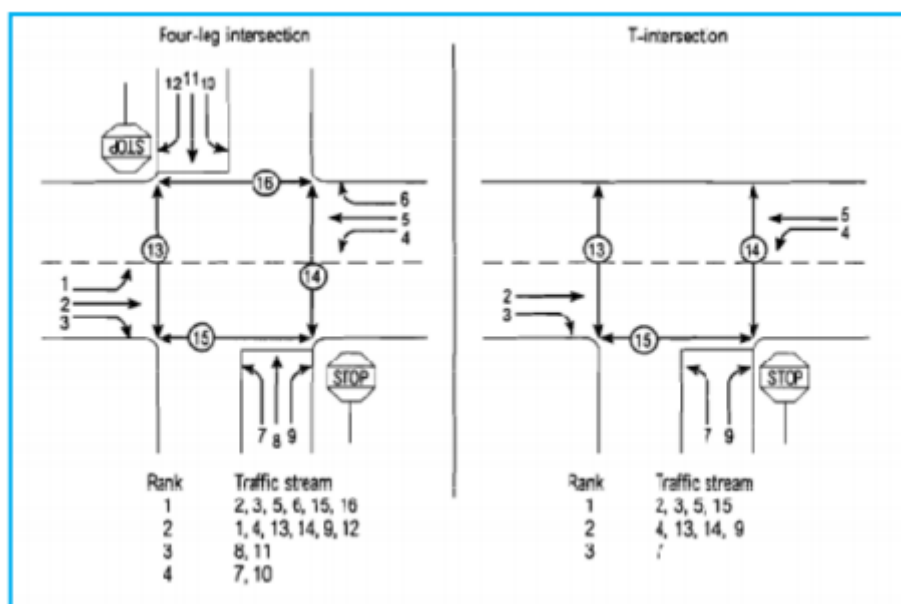 Four-leg intersection
12 11 10
STOP
16
6
5
4
13
14
1
2
3
15
STOP
7 8 9
Rank Traffic stream
1 2, 3, 5, 6, 15, 16
2 1, 4, 13, 14, 9, 12
3 8, 11
4 7, 10
T-intersection
13
14
5
4
2
3
15
STOP
7 9
Rank Traffic stream
1 2, 3, 5, 15
2 4, 13, 14, 9
3 7